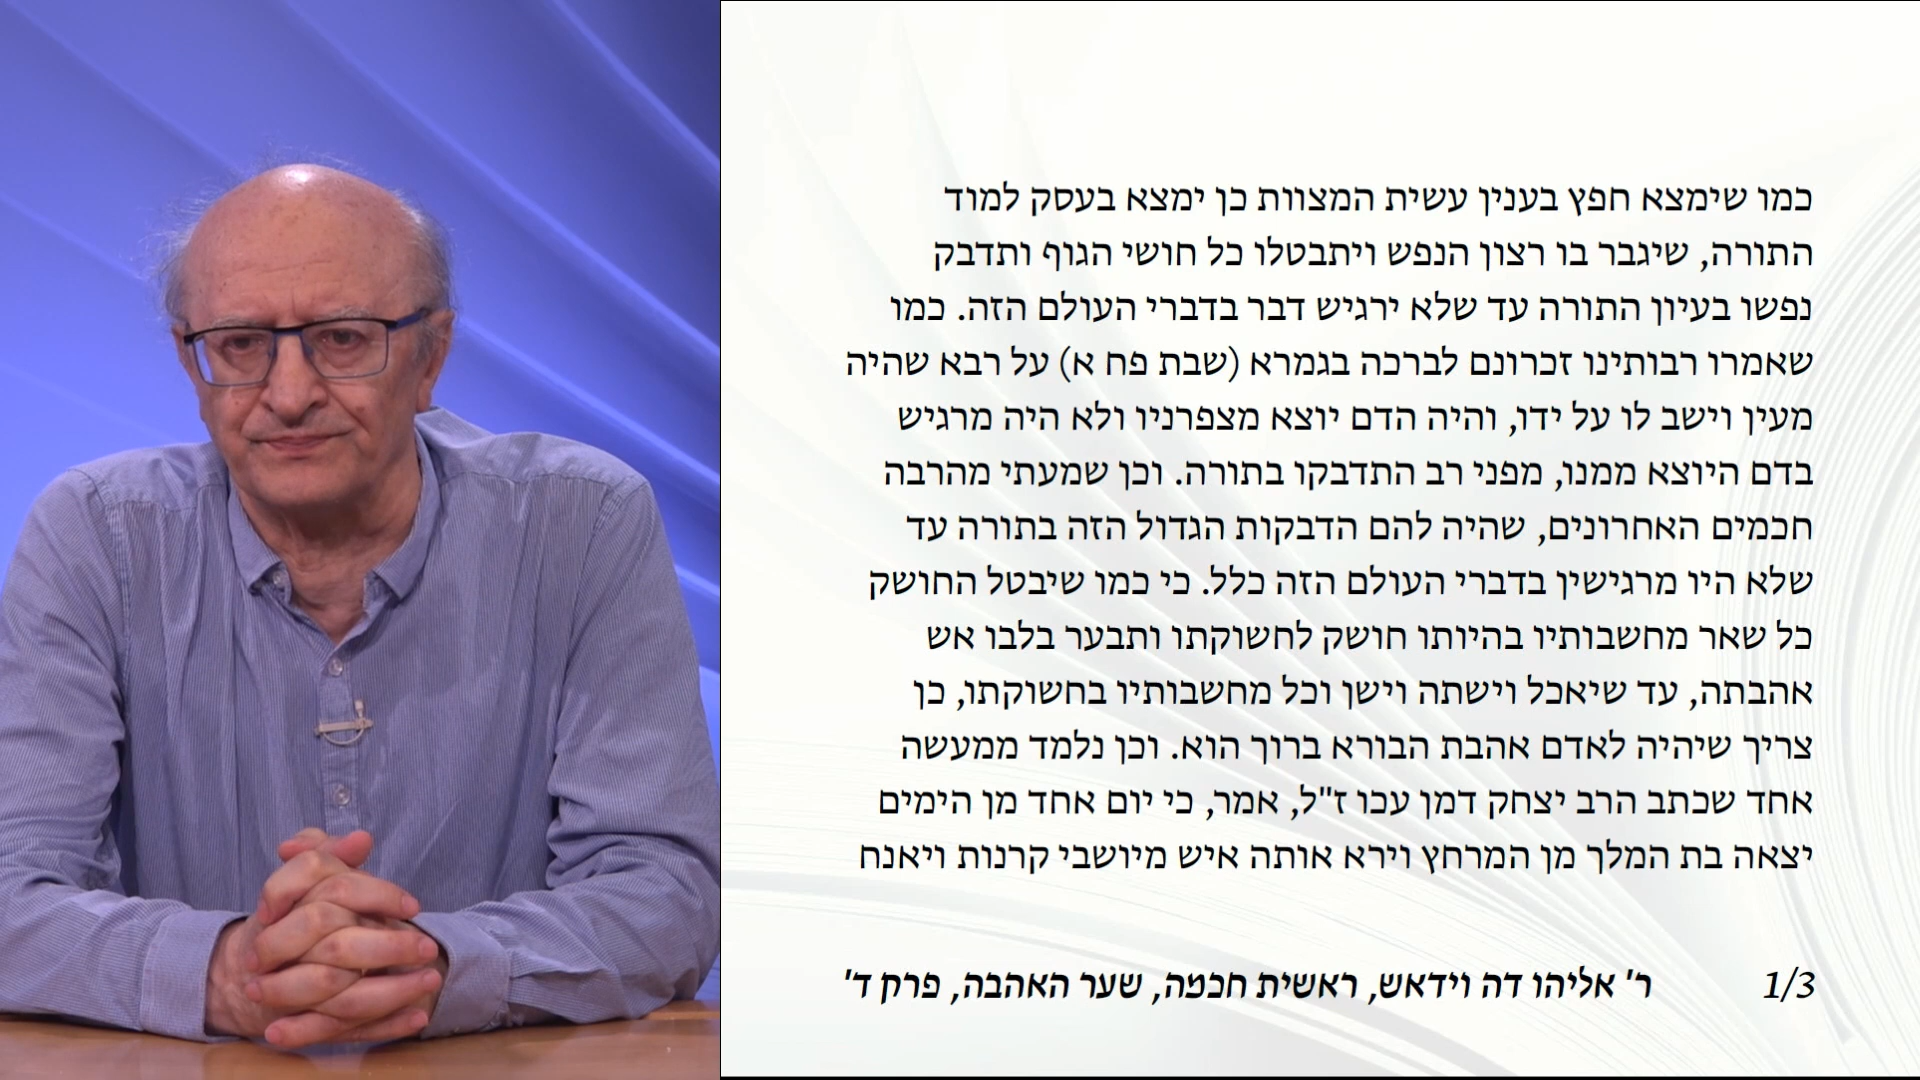 כמו שימצא חפץ בענין עשית המצוות כן ימצא בעסק למוד
התורה, שיגבר בו רצון הנפש ויתבטלו כל חושי הגוף ותדבק
נפשו בעיון התורה עד שלא ירגיש דבר בדברי העולם הזה. כמו
שאמרו רבותינו זכרונם לברכה בגמרא (שבת פח א) על רבא שהיה
מעין וישב לו על ידו, והיה הדם יוצא מצפרניו ולא היה מרגיש
בדם היוצא ממנו, מפני רב התדבקו בתורה. וכן שמעתי מהרבה
חכמים האחרונים, שהיה להם הדבקות הגדול הזה בתורה עד
שלא היו מרגישין בדברי העולם הזה כלל. כי כמו שיבטל החושק
כל שאר מחשבותיו בהיותו חושק לחשוקתו ותבער בלבו אש
אהבתה, עד שיאכל וישתה וישן וכל מחשבותיו בחשוקתו, כן
צריך שיהיה לאדם אהבת הבורא ברוך הוא. וכן נלמד ממעשה
אחד שכתב הרב יצחק דמן עכו ז"ל, אמר, כי יום אחד מן הימים
יצאה בת המלך מן המרחץ וירא אותה איש מיושבי קרנות ויאנח
1/3 ר' אליהו דה וידאש, ראשית חכמה, שער האהבה, פרק ד'